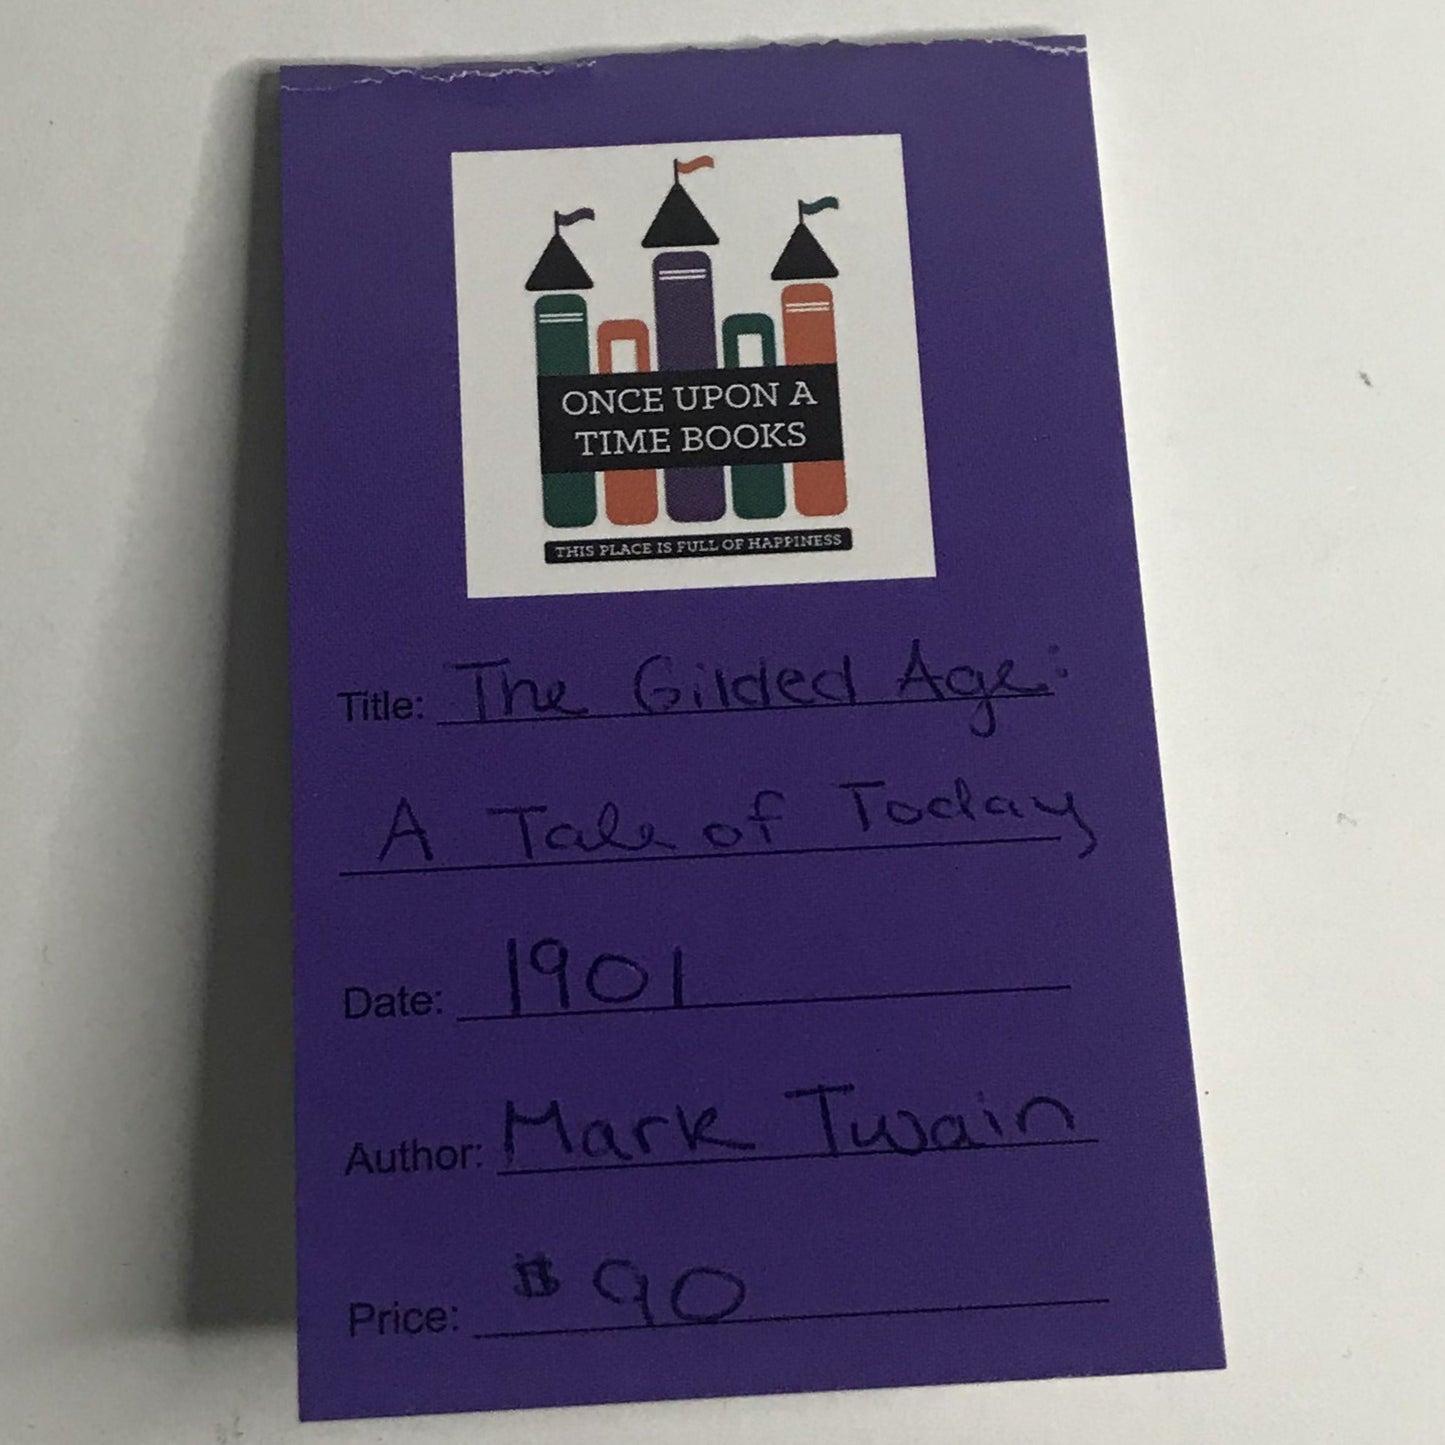 ONCE UPON A
TIME BOOKS
THIS PLACE IS FULL OF HAPPINESS
Title: The Gilded Age:
A Tale of Today
Date: 1901
Author: Mark Twain
Price: $90